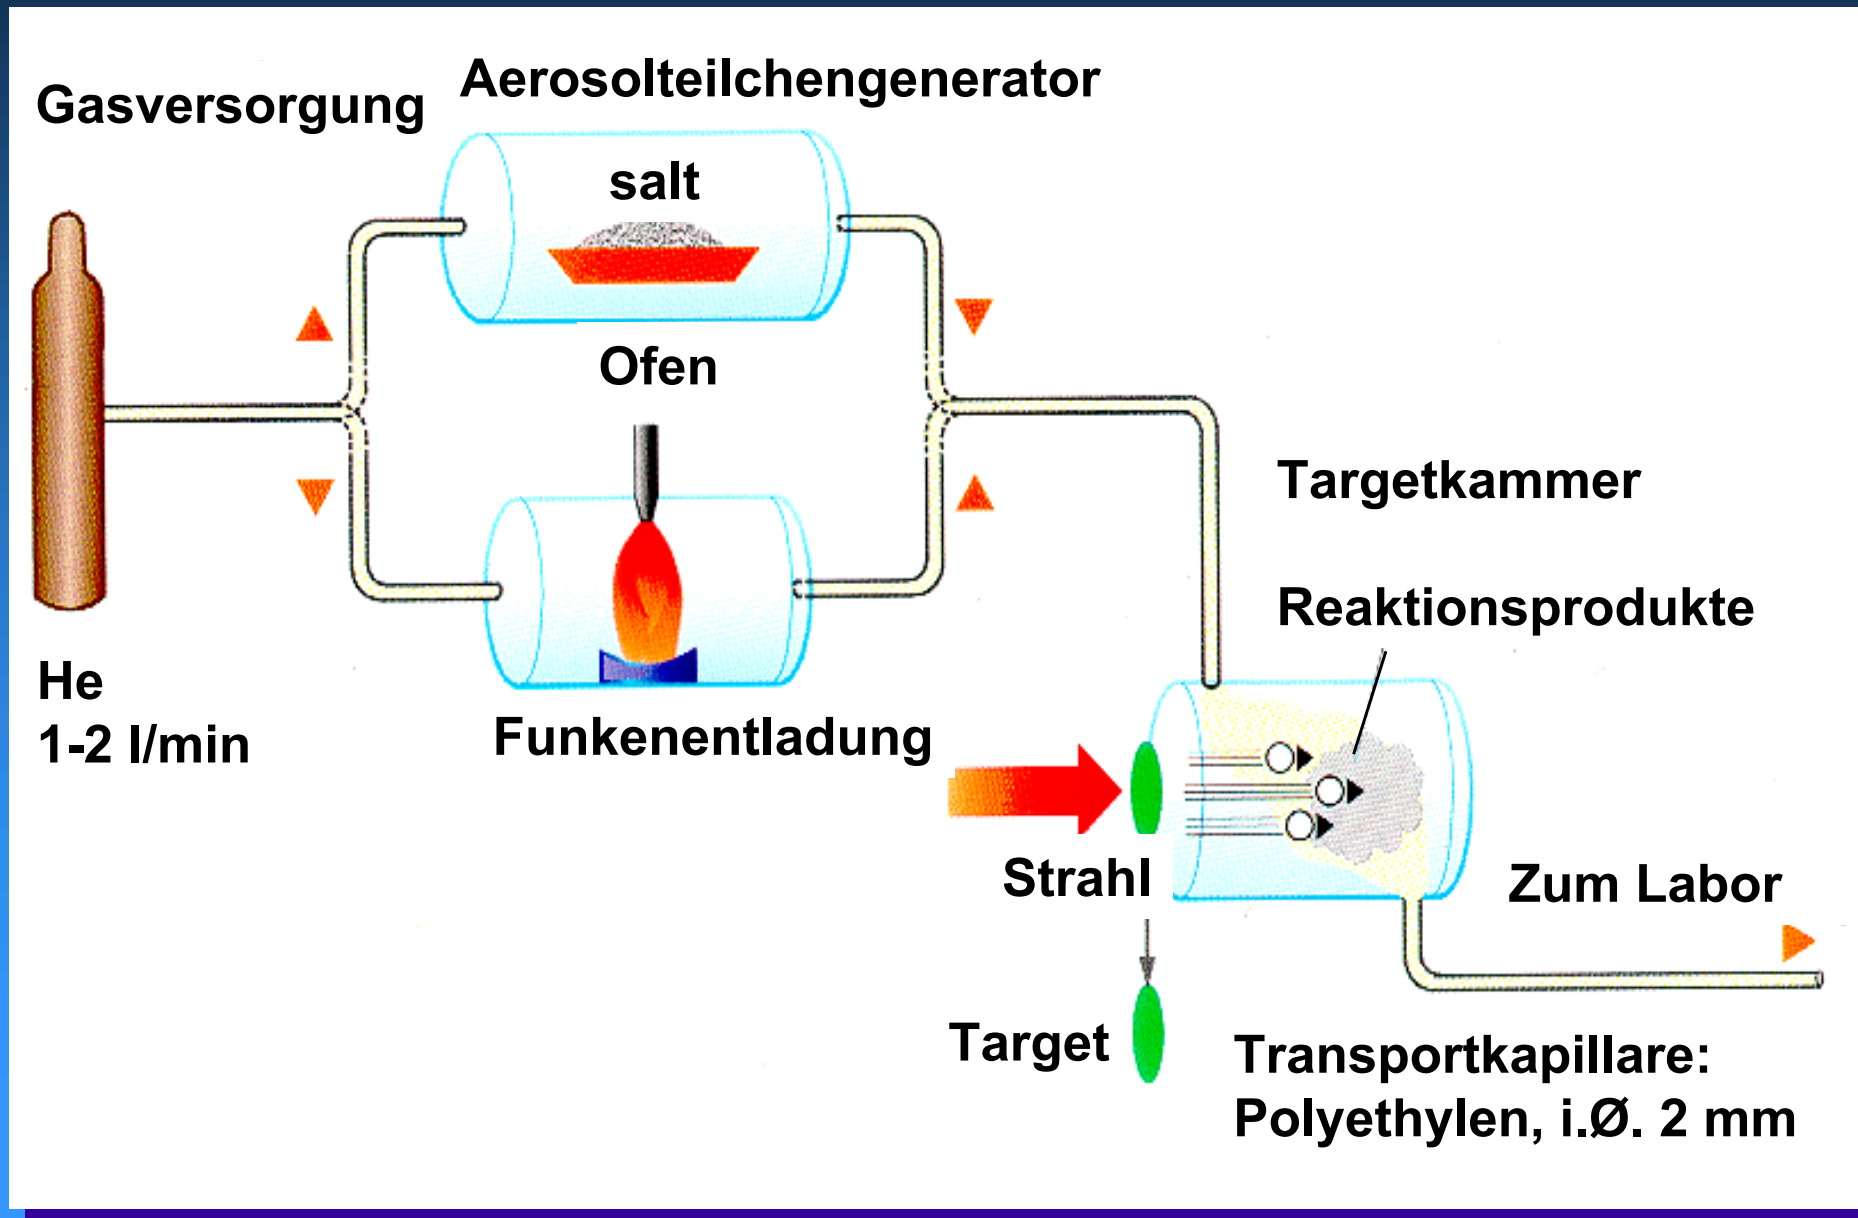 Gasversorgung
Aerosolteilchengenerator
salt
Ofen
Funkenentladung
He
1-2 l/min
Targetkammer
Reaktionsprodukte
Strahl
Zum Labor
Target
Transportkapillare:
Polyethylen, i.Ø. 2 mm